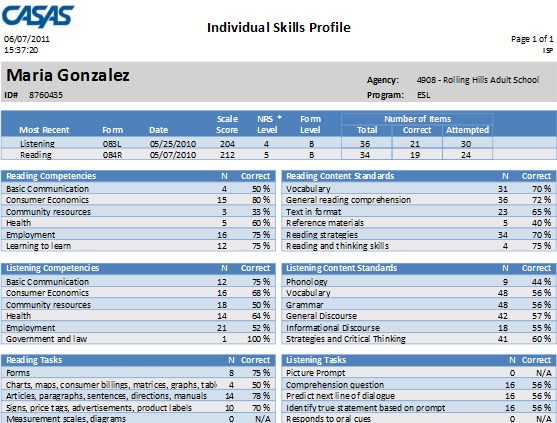 CASAS
06/07/2011
15:37:20
Individual Skills Profile
Page 1 of 1
ISP
Maria Gonzalez
ID# 8760435
Agency: 4908 - Rolling Hills Adult School
Program: ESL
Scale NRS * Form Number of Items
Most Recent Form Date Score Level Level Total Correct Attempted
Listening 083L 05/25/2010 204 4 B 36 21 30
Reading 084R 05/07/2010 212 5 B 34 19 24
Reading Competencies N Correct
Basic Communication 4 50 %
Consumer Economics 15 80 %
Community resources 3 33 %
Health 5 60 %
Employment 16 75 %
Learning to learn 12 75 %
Reading Content Standards N Correct
Vocabulary 31 70 %
General reading comprehension 36 72 %
Text in format 23 65 %
Reference materials 5 40 %
Reading strategies 34 70 %
Reading and thinking skills 4 75 %
Listening Competencies N Correct
Basic Communication 12 75 %
Consumer Economics 16 68 %
Community resources 18 50 %
Health 14 64 %
Employment 21 52 %
Government and law 1 100 %
Listening Content Standards N Correct
Phonology 9 44 %
Vocabulary 48 56 %
Grammar 48 56 %
General Discourse 42 57 %
Informational Discourse 18 55 %
Strategies and Critical Thinking 41 60 %
Reading Tasks N Correct
Forms 8 75 %
Charts, maps, consumer billings, matrices, graphs, tabl 4 50 %
Articles, paragraphs, sentences, directions, manuals 14 78 %
Signs, price tags, advertisements, product labels 10 70 %
Measurement scales, diagrams 0 N/A
Listening Tasks N Correct
Picture Prompt 0 N/A
Comprehension question 16 56 %
Predict next line of dialogue 16 56 %
Identify true statement based on prompt 16 56 %
Responds to oral cues 0 N/A